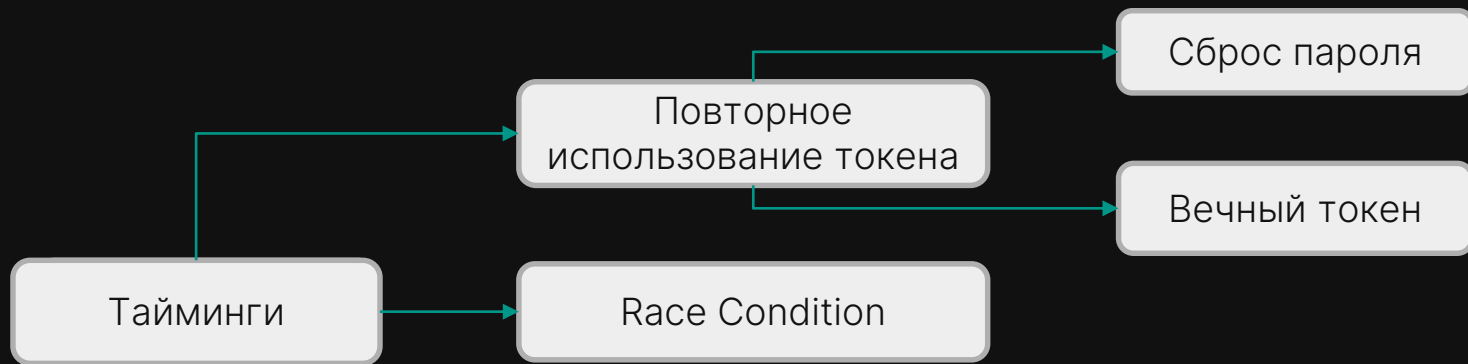 Сброс пароля
Повторное
использование токена
Вечный токен
Тайминги
Race Condition